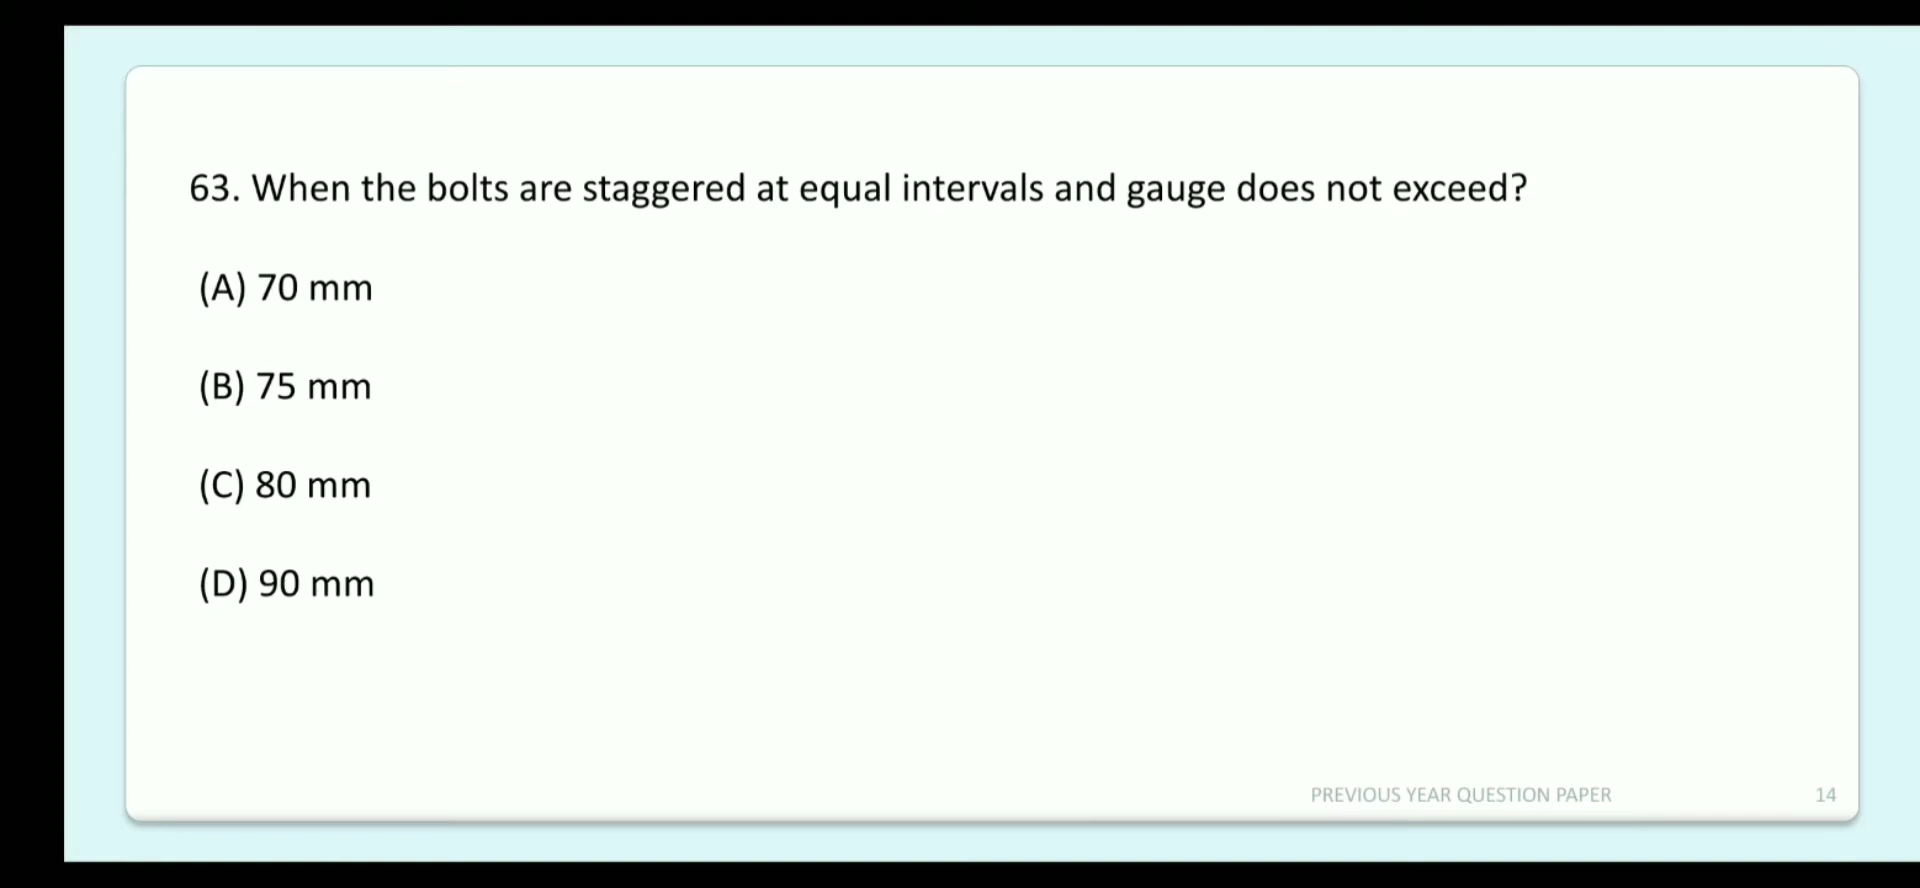 63. When the bolts are staggered at equal intervals and gauge does not exceed?
(A) 70 mm
(B) 75 mm
(C) 80 mm
(D) 90 mm
PREVIOUS YEAR QUESTION PAPER 14